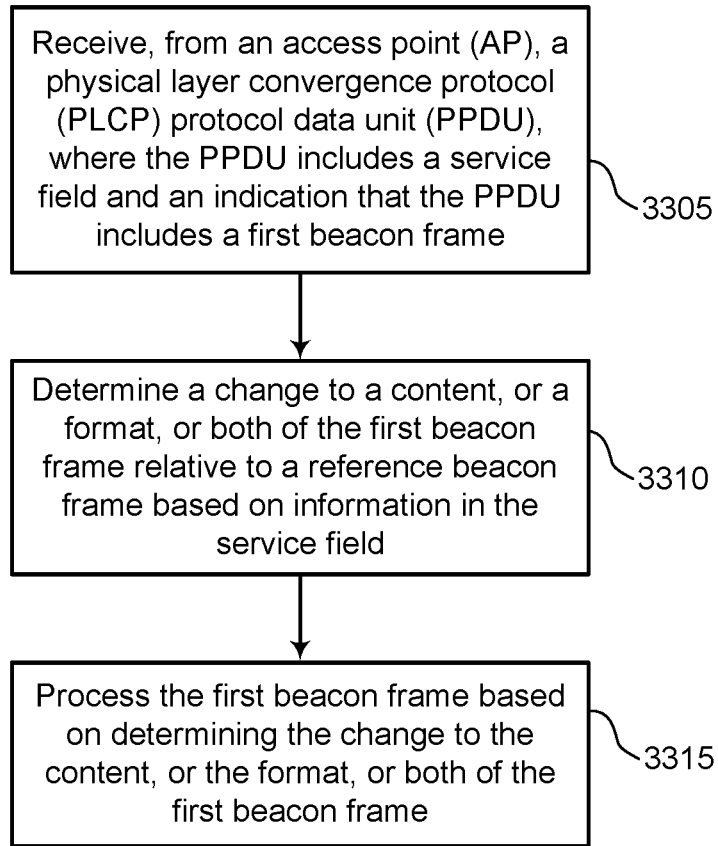 Receive, from an access point (AP), a
physical layer convergence protocol
(PLCP) protocol data unit (PPDU),
where the PPDU includes a service
field and an indication that the PPDU
includes a first beacon frame
3305
Determine a change to a content, or a
format, or both of the first beacon
frame relative to a reference beacon
frame based on information in the
service field
3310
Process the first beacon frame based
on determining the change to the
content, or the format, or both of the
first beacon frame
3315